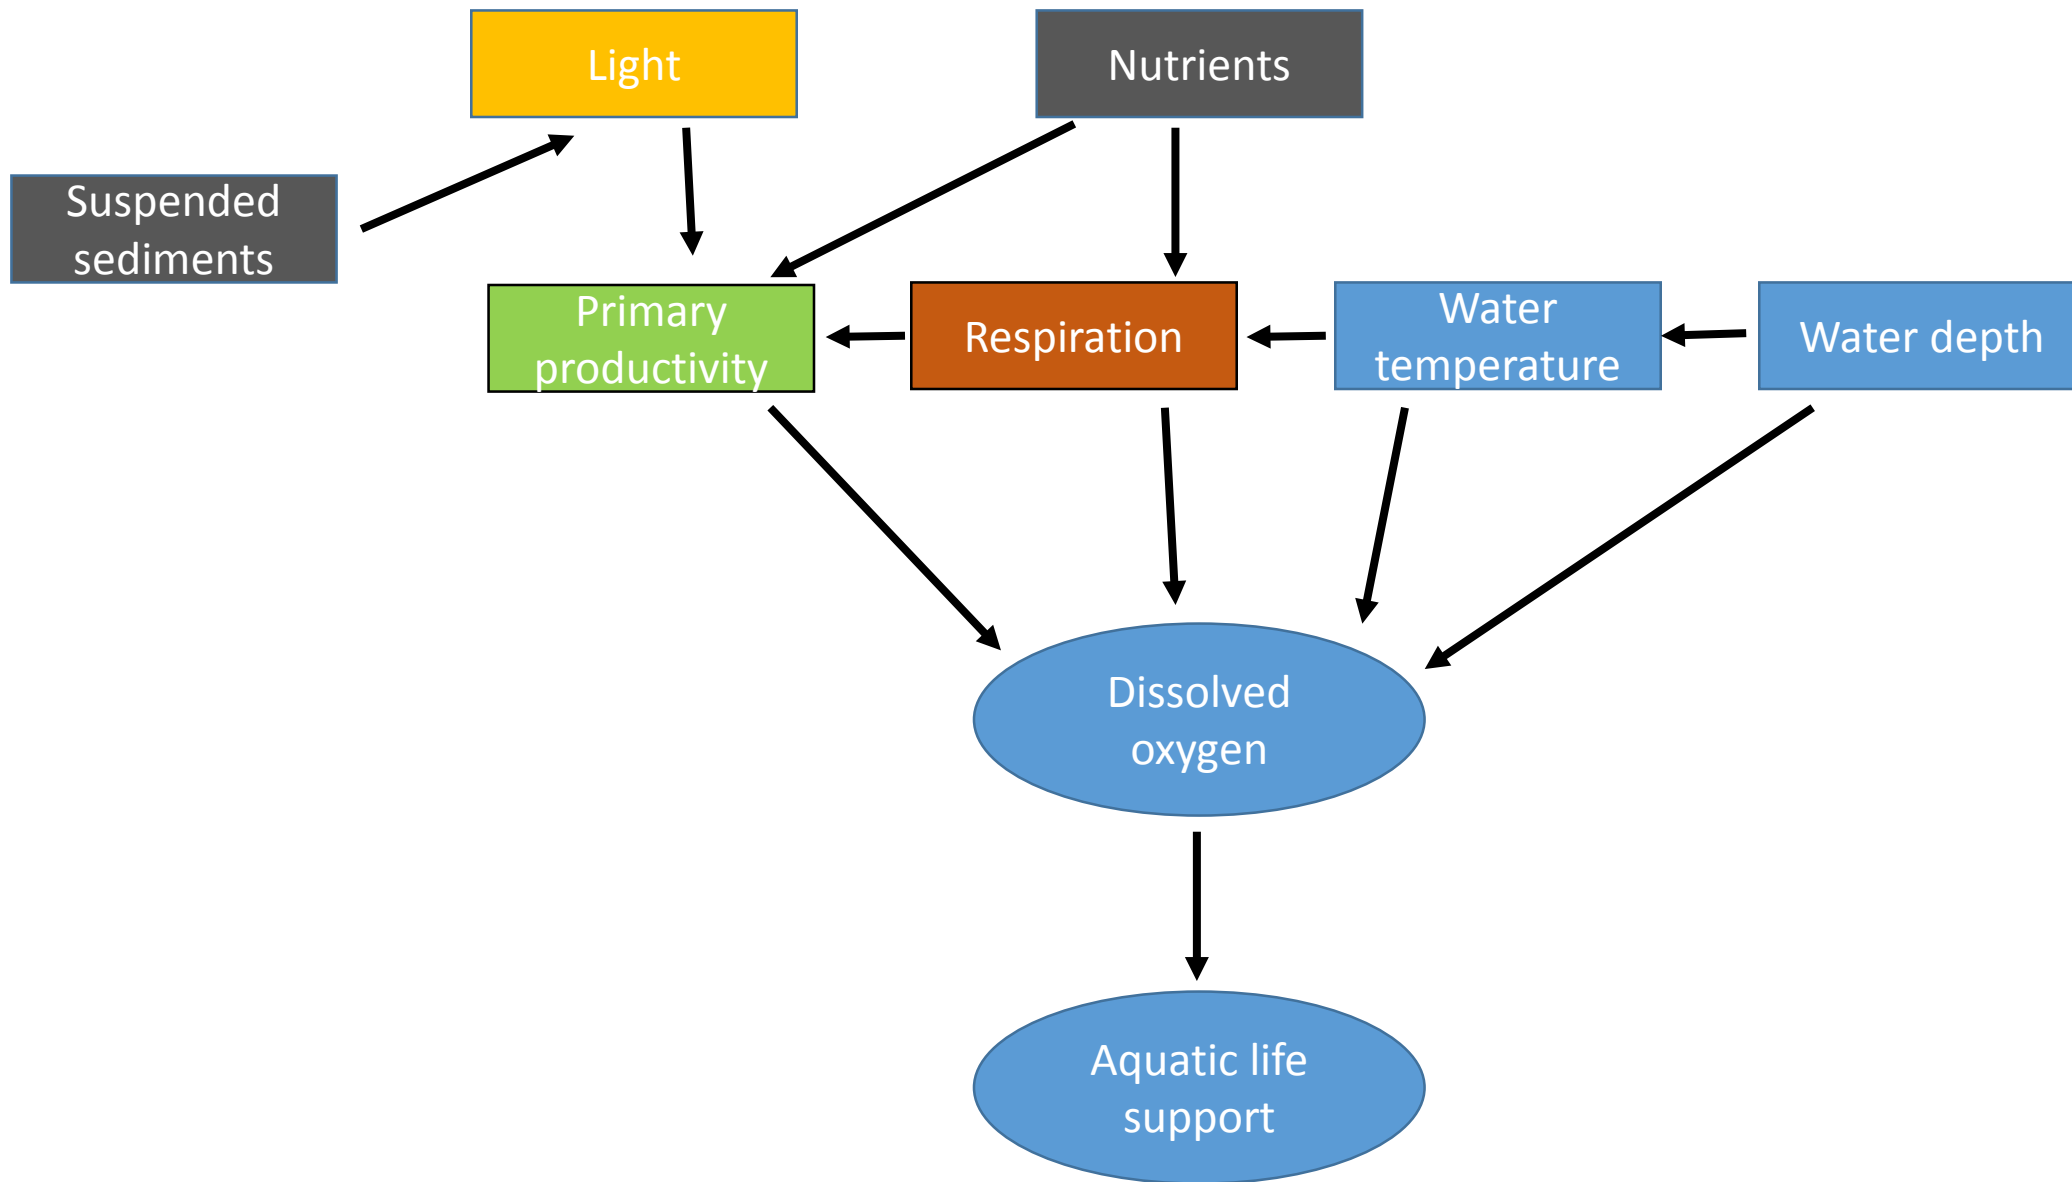 Light
Nutrients
Suspended
sediments
Primary
productivity
Respiration
Water
temperature
Water depth
Dissolved
oxygen
Aquatic life
support